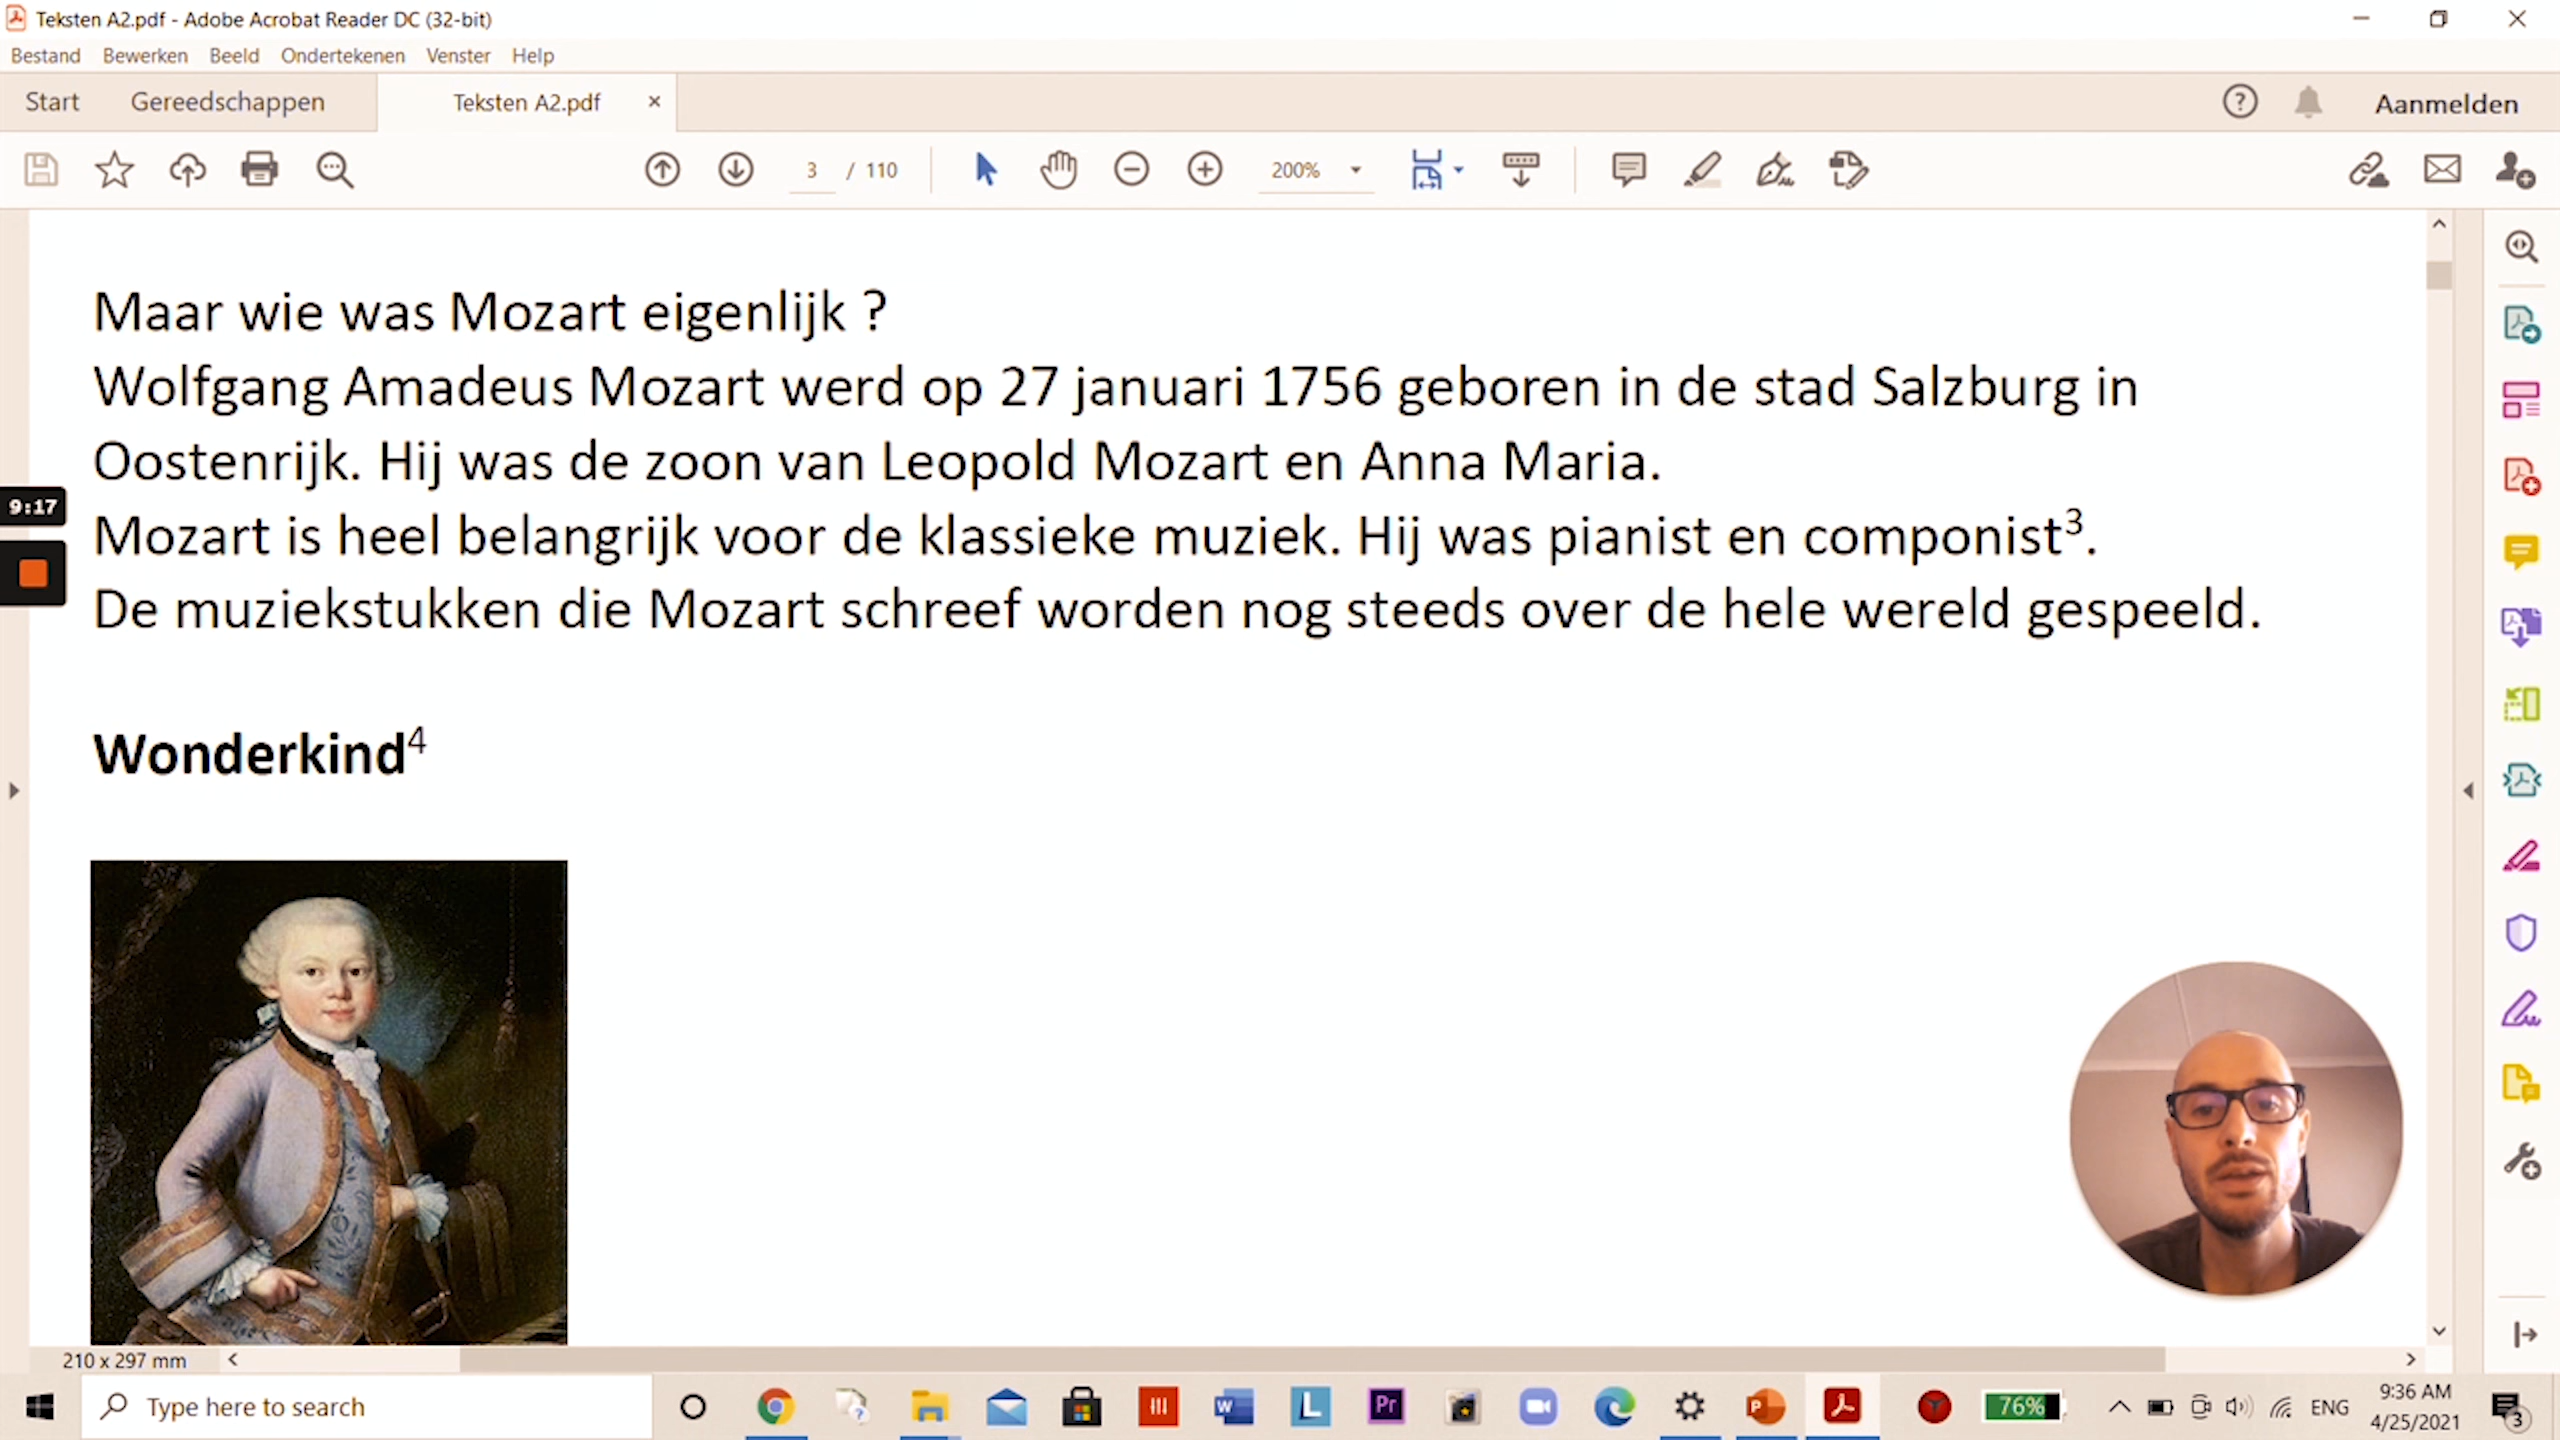 Teksten A2.pdf - Adobe Acrobat Reader DC (32-bit)
Bestand Bewerken Beeld Ondertekenen Venster Help
Start Gereedschappen Teksten A2.pdf Aanmelden
3 / 110 200%
Maar wie was Mozart eigenlijk ?
Wolfgang Amadeus Mozart werd op 27 januari 1756 geboren in de stad Salzburg in
Oostenrijk. Hij was de zoon van Leopold Mozart en Anna Maria.
9:17
Mozart is heel belangrijk voor de klassieke muziek. Hij was pianist en componist³.
De muziekstukken die Mozart schreef worden nog steeds over de hele wereld gespeeld.
Wonderkind⁴
210 x 297 mm
Type here to search
W L Pr P 76% ENG
9:36 AM
4/25/2021
3